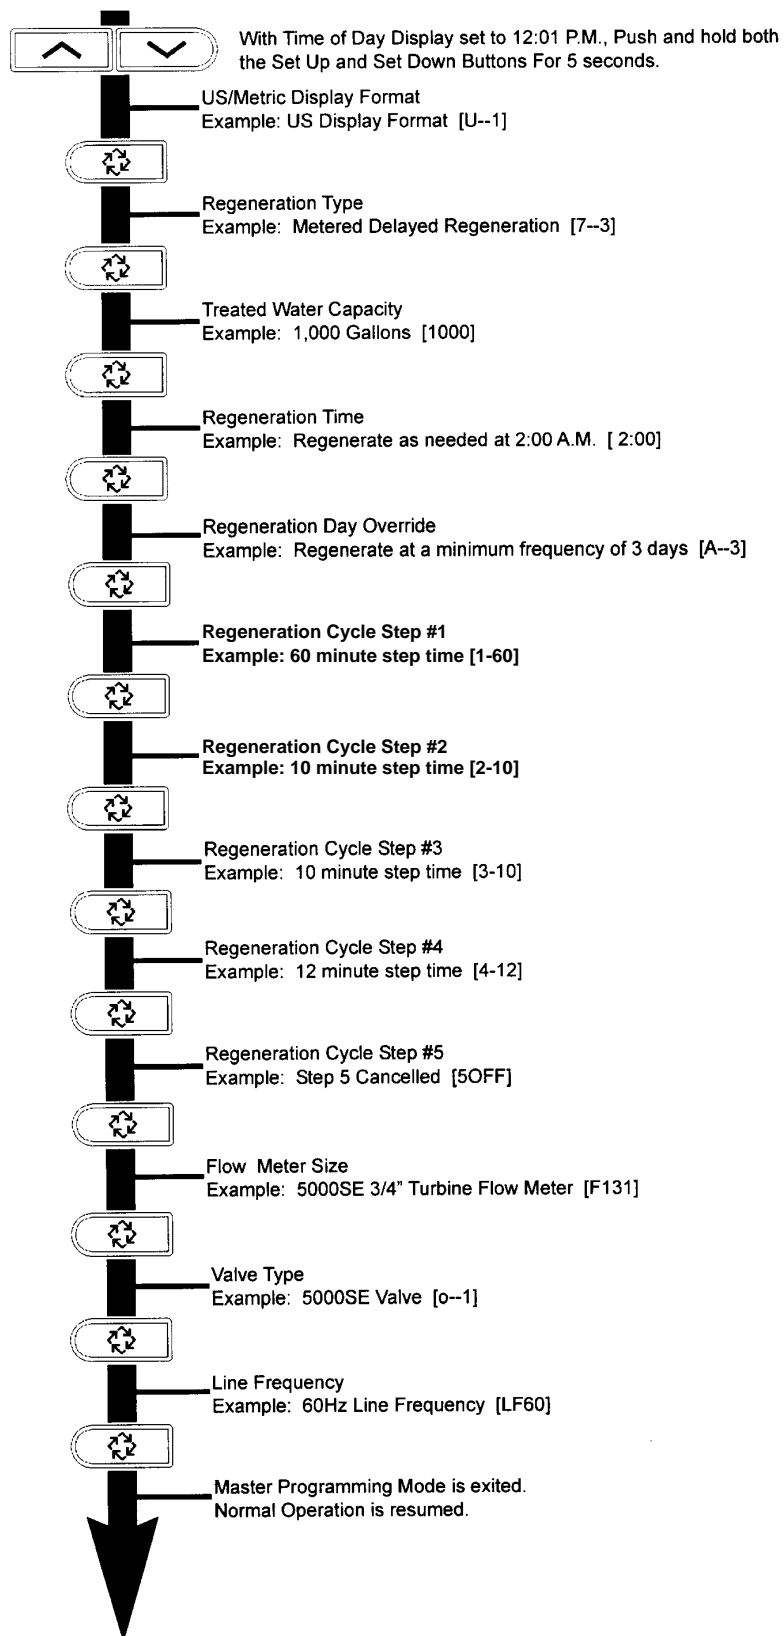 With Time of Day Display set to 12:01 P.M., Push and hold both
the Set Up and Set Down Buttons For 5 seconds.
US/Metric Display Format
Example: US Display Format [U--1]
Regeneration Type
Example: Metered Delayed Regeneration [7--3]
Treated Water Capacity
Example: 1,000 Gallons [1000]
Regeneration Time
Example: Regenerate as needed at 2:00 A.M. [ 2:00]
Regeneration Day Override
Example: Regenerate at a minimum frequency of 3 days [A--3]
Regeneration Cycle Step #1
Example: 60 minute step time [1-60]
Regeneration Cycle Step #2
Example: 10 minute step time [2-10]
Regeneration Cycle Step #3
Example: 10 minute step time [3-10]
Regeneration Cycle Step #4
Example: 12 minute step time [4-12]
Regeneration Cycle Step #5
Example: Step 5 Cancelled [5OFF]
Flow Meter Size
Example: 5000SE 3/4" Turbine Flow Meter [F131]
Valve Type
Example: 5000SE Valve [o--1]
Line Frequency
Example: 60Hz Line Frequency [LF60]
Master Programming Mode is exited.
Normal Operation is resumed.